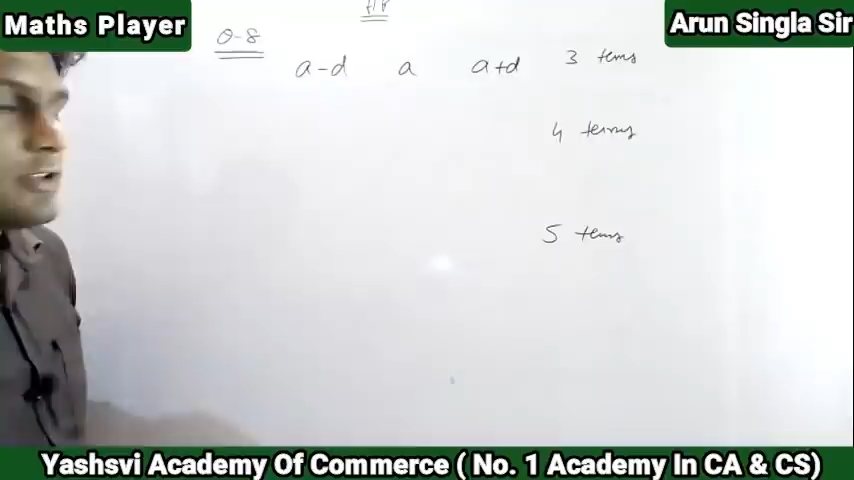 Maths Player
Arun Singla Sir
Q-8
a-d a a+d 3 terms
4 terms
5 terms
Yashsvi Academy Of Commerce ( No. 1 Academy In CA & CS)